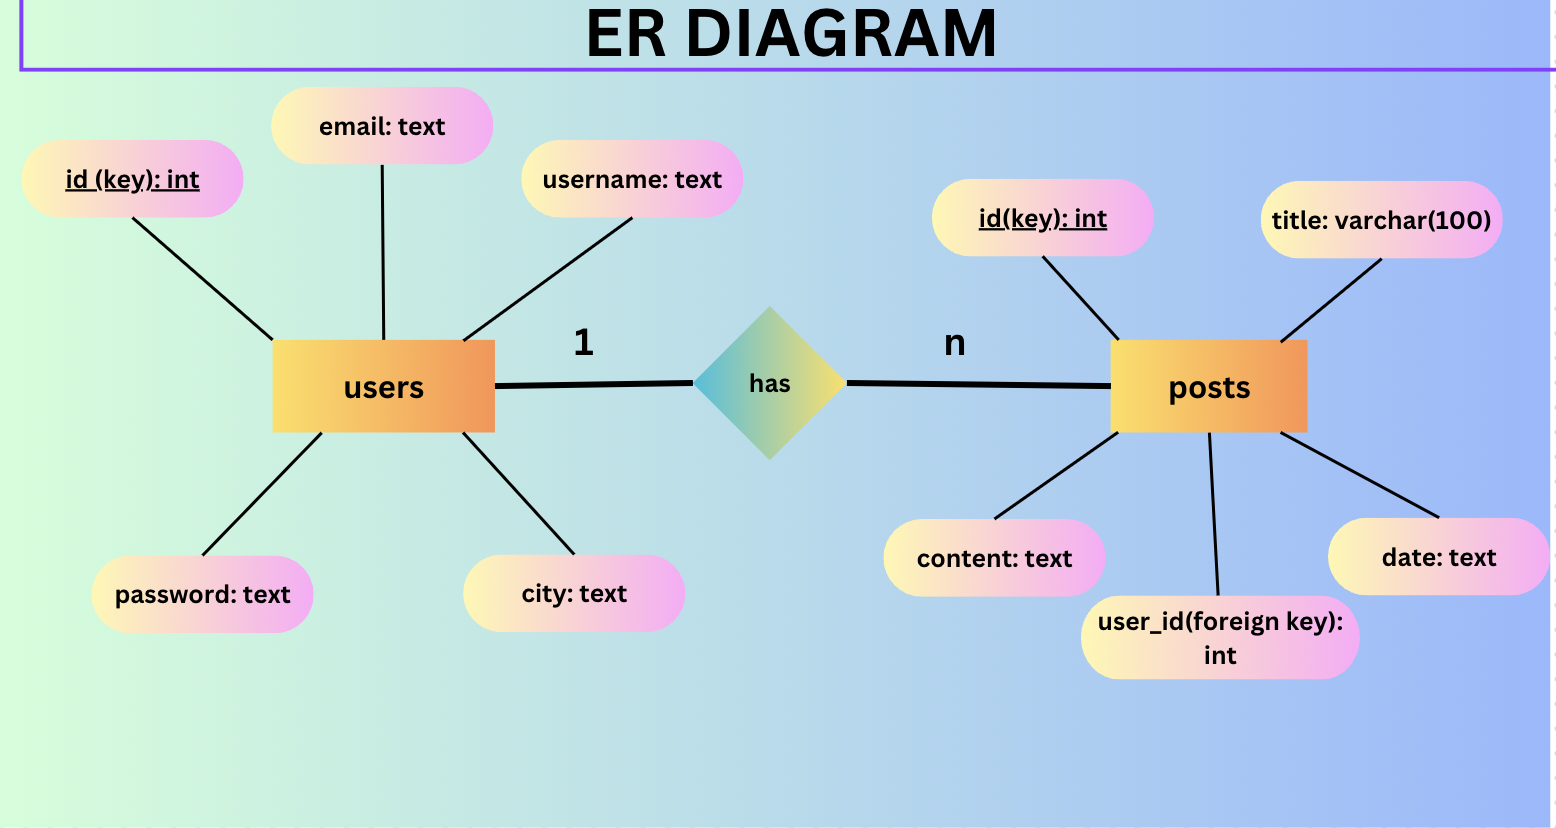 ER DIAGRAM
email: text
id (key): int
username: text
id(key): int
title: varchar(100)
1
n
users
has
posts
content: text
date: text
password: text
city: text
user_id(foreign key):
int